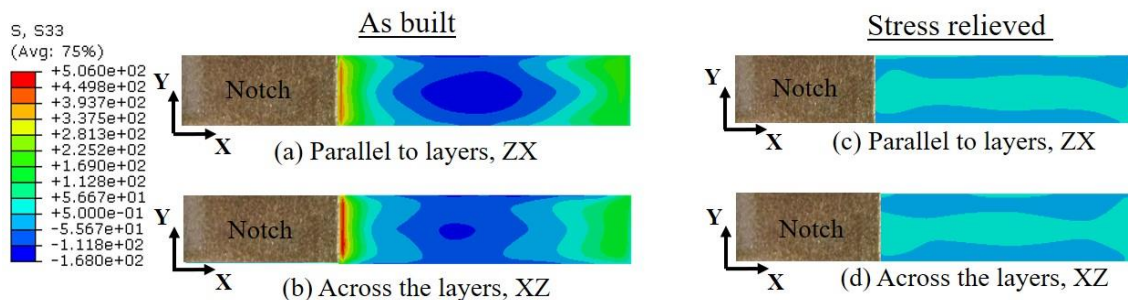 S, S33
(Avg: 75%)
+5.060e+02
+4.498e+02
+3.937e+02
+3.375e+02
+2.813e+02
+2.252e+02
+1.690e+02
+1.128e+02
+5.667e+01
+5.000e-01
-5.567e+01
-1.118e+02
-1.680e+02
As built
Y
Notch
X
(a) Parallel to layers, ZX
Y
Notch
X
(b) Across the layers, XZ
Stress relieved
Y
Notch
X
(c) Parallel to layers, ZX
Y
Notch
X
(d) Across the layers, XZ